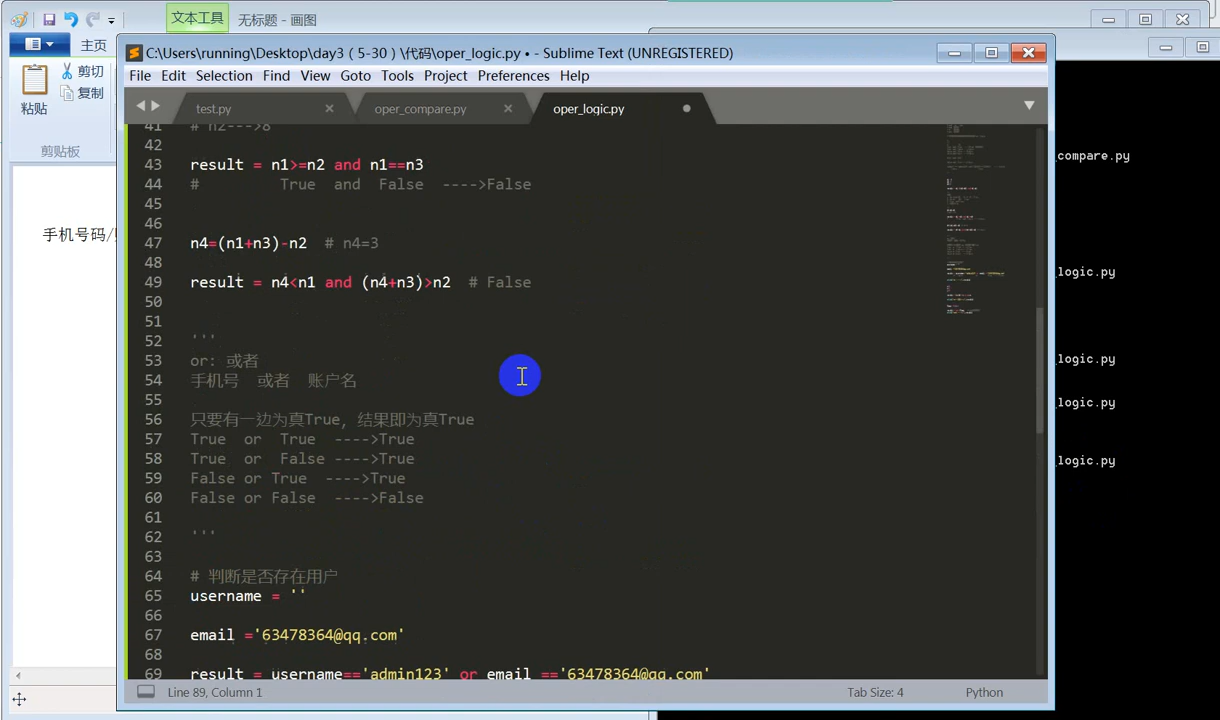 文本工具
无标题 - 画图
主页
剪切
复制
粘贴
剪贴板
手机号码/
C:\Users\running\Desktop\day3 ( 5-30 ) \代码\oper_logic.py • - Sublime Text (UNREGISTERED)
File Edit Selection Find View Goto Tools Project Preferences Help
test.py × oper_compare.py × oper_logic.py
41 # n2--->8
42
43 result = n1>=n2 and n1==n3
44 # True and False ---->False
45
46
47 n4=(n1+n3)-n2 # n4=3
48
49 result = n4<n1 and (n4+n3)>n2 # False
50
51
52 '''
53 or: 或者
54 手机号 或者 账户名
55
56 只要有一边为真True, 结果即为真True
57 True or True ---->True
58 True or False ---->True
59 False or True ---->True
60 False or False ---->False
61
62 '''
63
64 # 判断是否存在用户
65 username = ''
66
67 email ='63478364@qq.com'
68
69 result = username=='admin123' or email =='63478364@qq.com'
Line 89, Column 1 Tab Size: 4 Python
compare.py
logic.py
logic.py
logic.py
logic.py